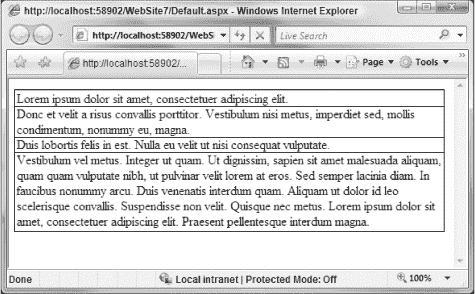 http://localhost:58902/WebSite7/Default.aspx - Windows Internet Explorer
http://localhost:58902/WebS
Live Search
http://localhost:58902/...
Page
Tools
Lorem ipsum dolor sit amet, consectetuer adipiscing elit.
Donc et velit a risus convallis porttitor. Vestibulum nisi metus, imperdiet sed, mollis
condimentum, nonummy eu, magna.
Duis lobortis felis in est. Nulla eu velit ut nisi consequat vulputate.
Vestibulum vel metus. Integer ut quam. Ut dignissim, sapien sit amet malesuada aliquam,
quam quam vulputate nibh, ut pulvinar velit lorem at eros. Sed semper lacinia diam. In
faucibus nonummy arcu. Duis venenatis interdum quam. Aliquam ut dolor id leo
scelerisque convallis. Suspendisse non velit. Quisque nec metus. Lorem ipsum dolor sit
amet, consectetuer adipiscing elit. Praesent pellentesque interdum magna.
Done
Local intranet | Protected Mode: Off
100%